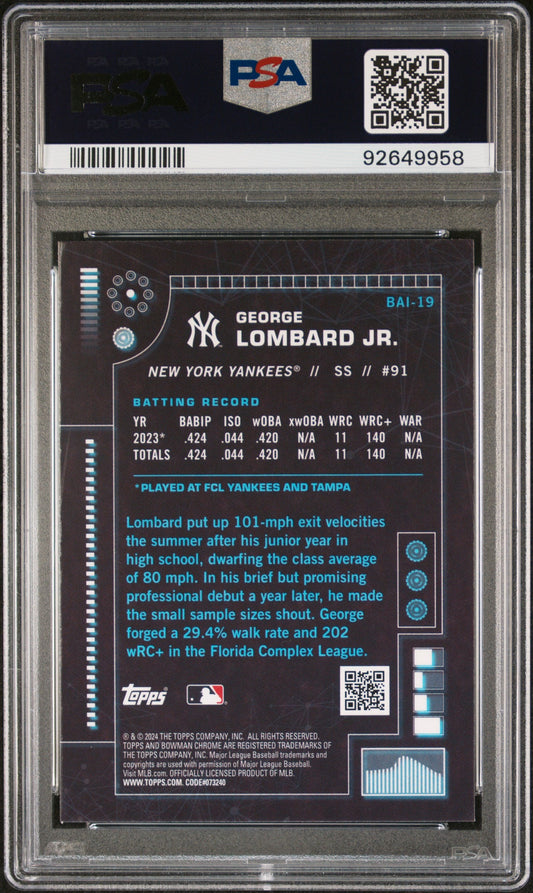 PSA
PSA
92649958
BAI-19
NY
GEORGE
LOMBARD JR.
NEW YORK YANKEES® // SS // #91
BATTING RECORD
YR BABIP ISO wOBA xwOBA WRC WRC+ WAR
2023* .424 .044 .420 N/A 11 140 N/A
TOTALS .424 .044 .420 N/A 11 140 N/A
*PLAYED AT FCL YANKEES AND TAMPA
Lombard put up 101-mph exit velocities
the summer after his junior year in
high school, dwarfing the class average
of 80 mph. In his brief but promising
professional debut a year later, he made
the small sample sizes shout. George
forged a 29.4% walk rate and 202
wRC+ in the Florida Complex League.
Topps
® & © 2024 THE TOPPS COMPANY, INC. ALL RIGHTS RESERVED.
TOPPS AND BOWMAN CHROME ARE REGISTERED TRADEMARKS OF
THE TOPPS COMPANY, INC. Major League Baseball trademarks and
copyrights are used with permission of Major League Baseball.
Visit MLB.com. OFFICIALLY LICENSED PRODUCT OF MLB.
WWW.TOPPS.COM CODE#073240
PSA